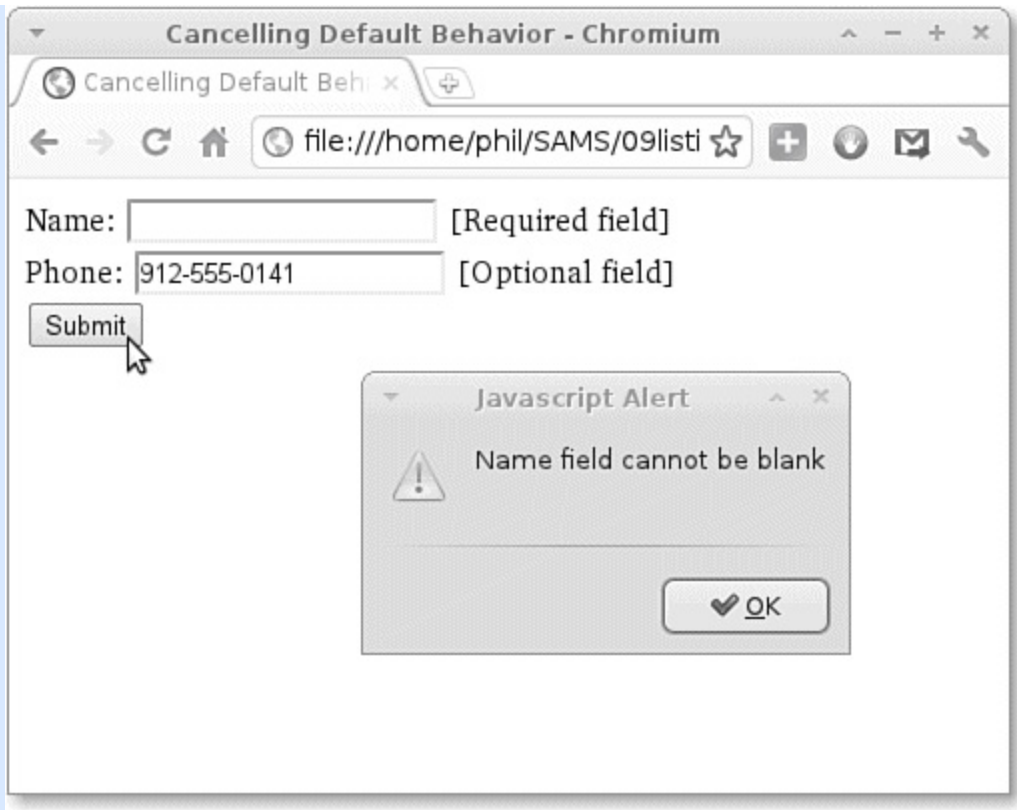 Cancelling Default Behavior - Chromium
Cancelling Default Beh
file:///home/phil/SAMS/09listi
Name: [Required field]
Phone: 912-555-0141 [Optional field]
Submit
Javascript Alert
Name field cannot be blank
OK